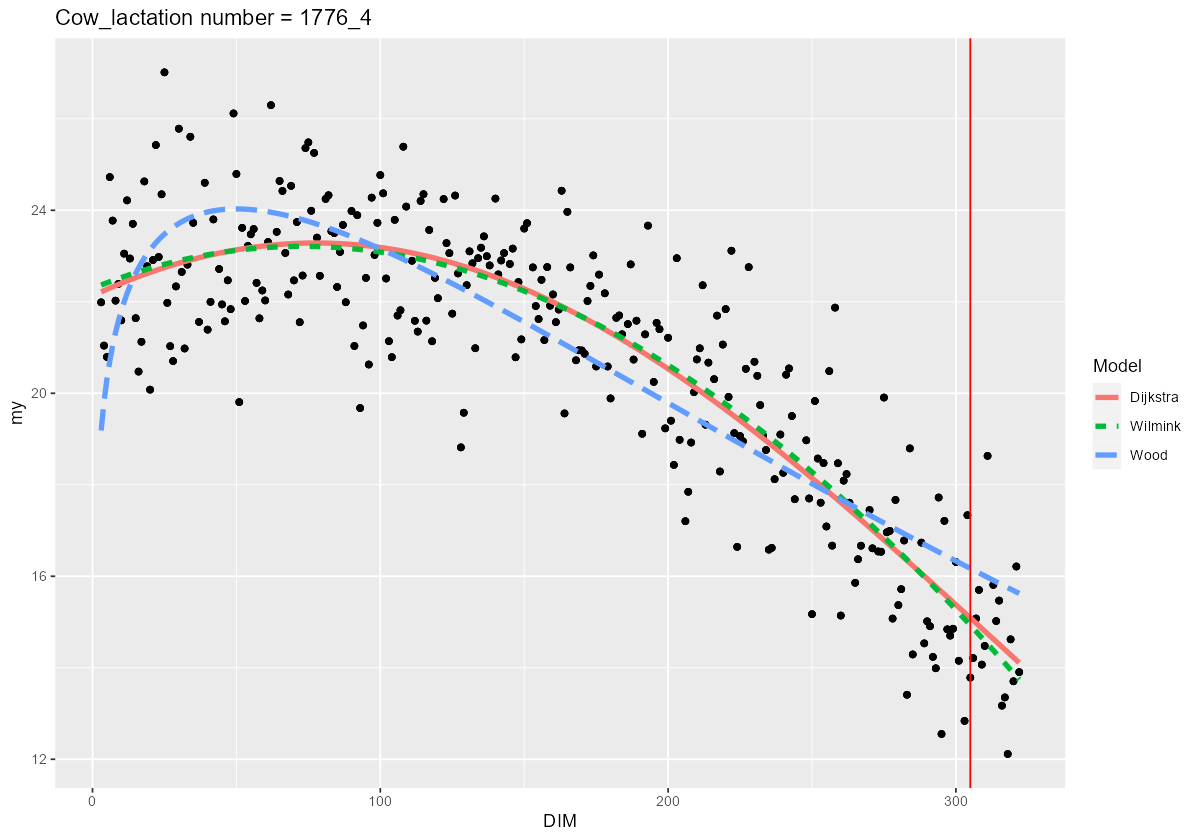 Cow_lactation number = 1776_4
my
24
20
16
12
0
100
200
300
DIM
Model
Dijkstra
Wilmink
Wood